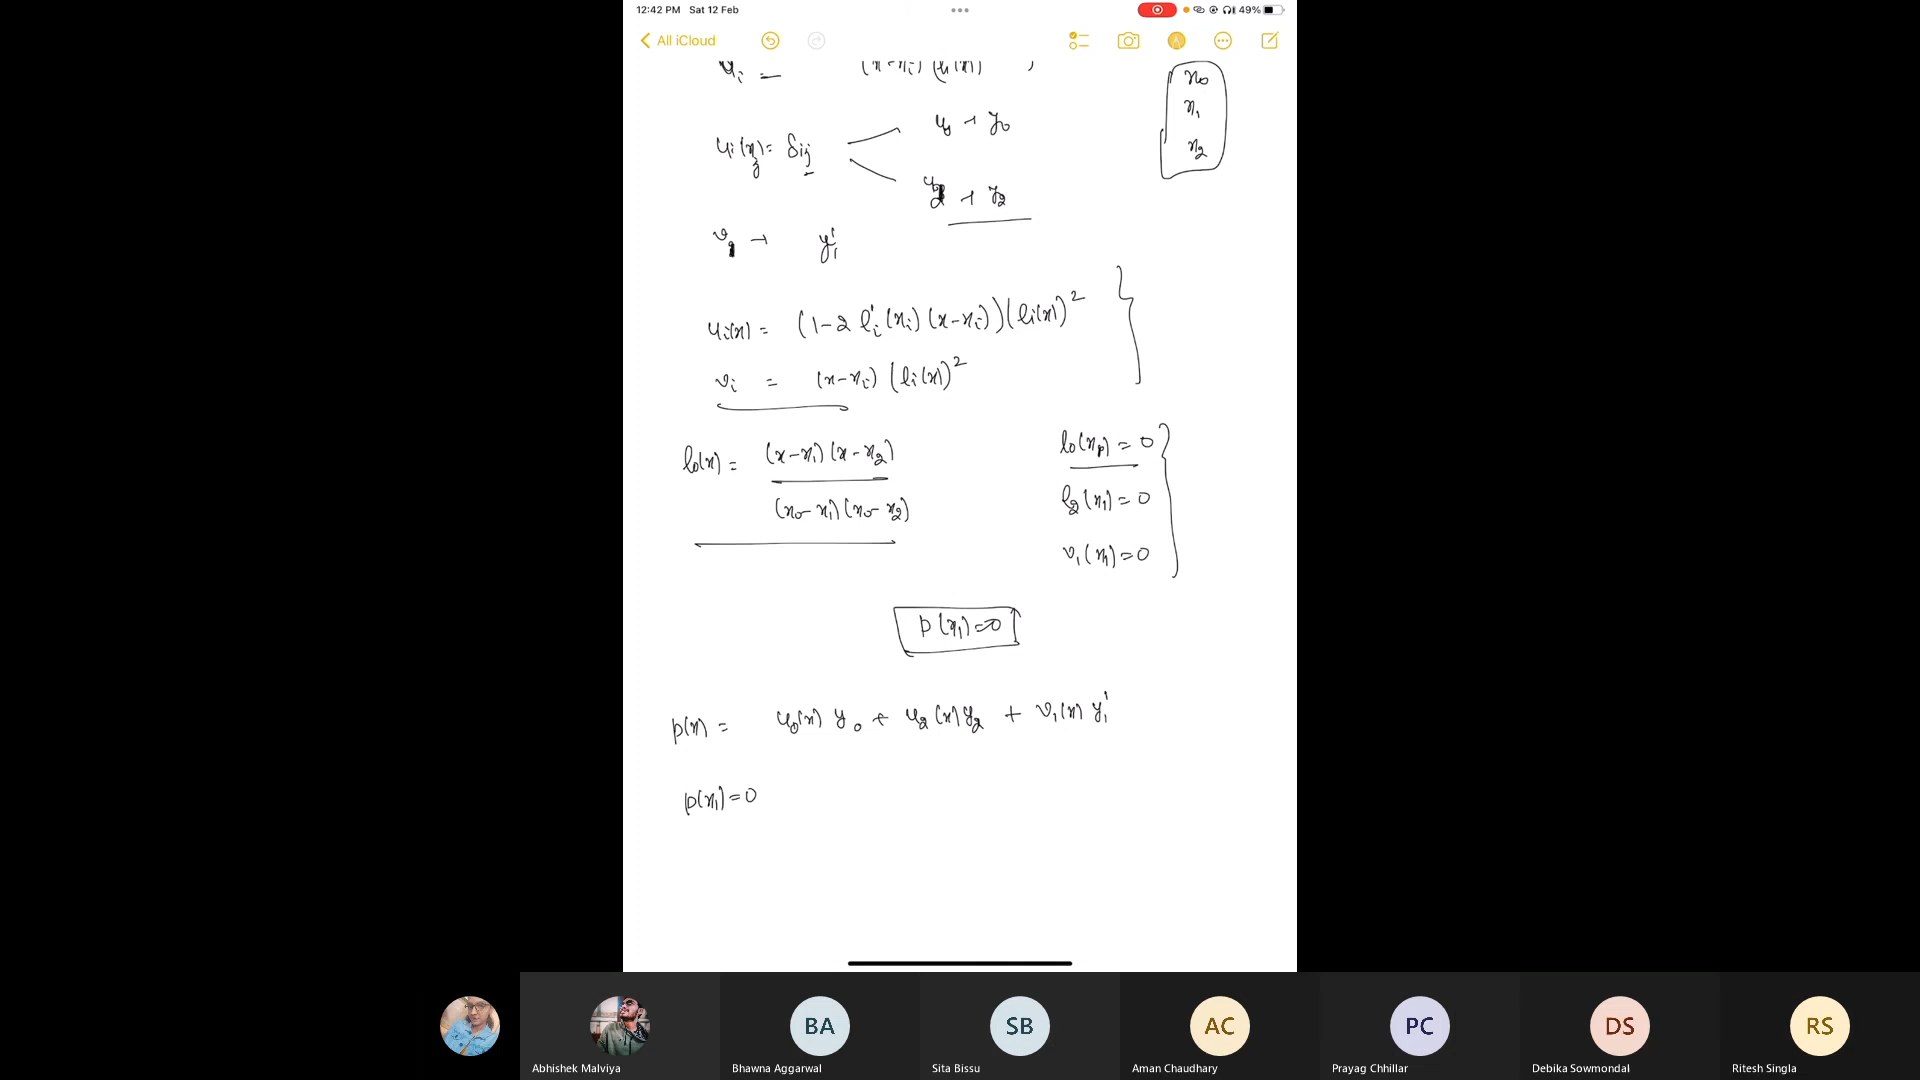 12:42 PM Sat 12 Feb
49%
All iCloud
(x-xᵢ) (lᵢ(x))
x₀
x₁
x₂
uᵢ(xⱼ) = δᵢⱼ
→ y₀
→ y₂
v₁ → y₁'
uᵢ(x) = (1-2 lᵢ'(xᵢ) (x-xᵢ)) (lᵢ(x))²
vᵢ = (x-xᵢ) (lᵢ(x))²
l₀(x) = (x-x₁) (x-x₂)
(x₀-x₁) (x₀-x₂)
l₀(x₁) = 0
l₂(x₁) = 0
v₁(x₁) = 0
p(x₁) = 0
p(x) = u₀(x) y₀ + u₂(x) y₂ + v₁(x) y₁'
p(x₁) = 0
BA
SB
AC
PC
DS
RS
Abhishek Malviya
Bhawna Aggarwal
Sita Bissu
Aman Chaudhary
Prayag Chhillar
Debika Sowmondal
Ritesh Singla